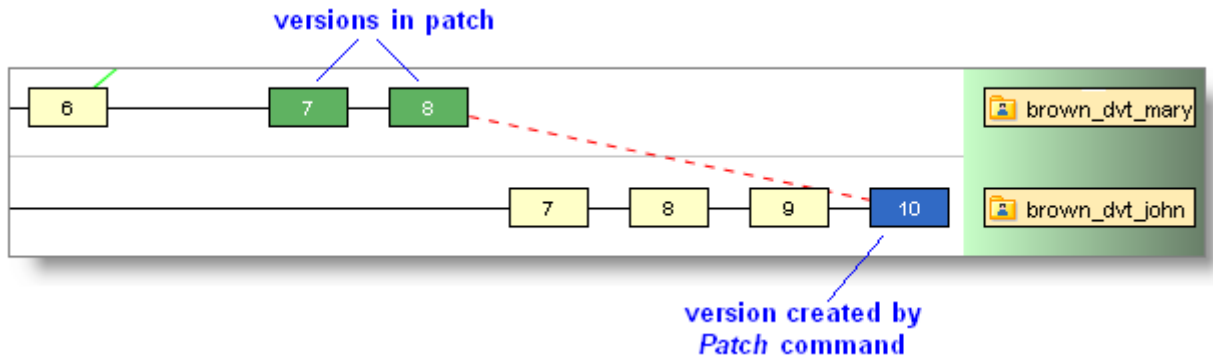 versions in patch
6 7 8 brown_dvt_mary
7 8 9 10 brown_dvt_john
version created by
Patch command